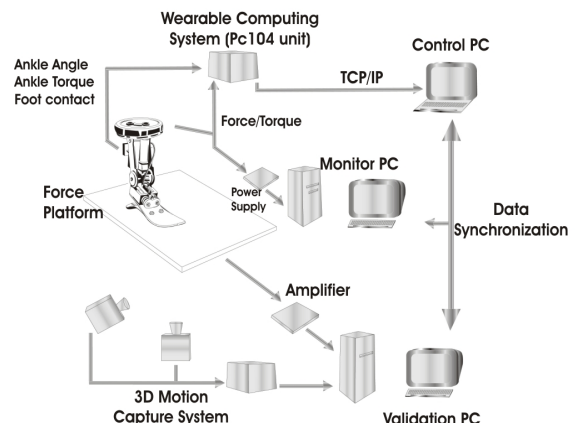 Wearable Computing
System (Pc104 unit)
Control PC
Ankle Angle
Ankle Torque
Foot contact
TCP/IP
Force/Torque
Monitor PC
Force
Platform
Power
Supply
Data
Synchronization
Amplifier
3D Motion
Capture System
Validation PC